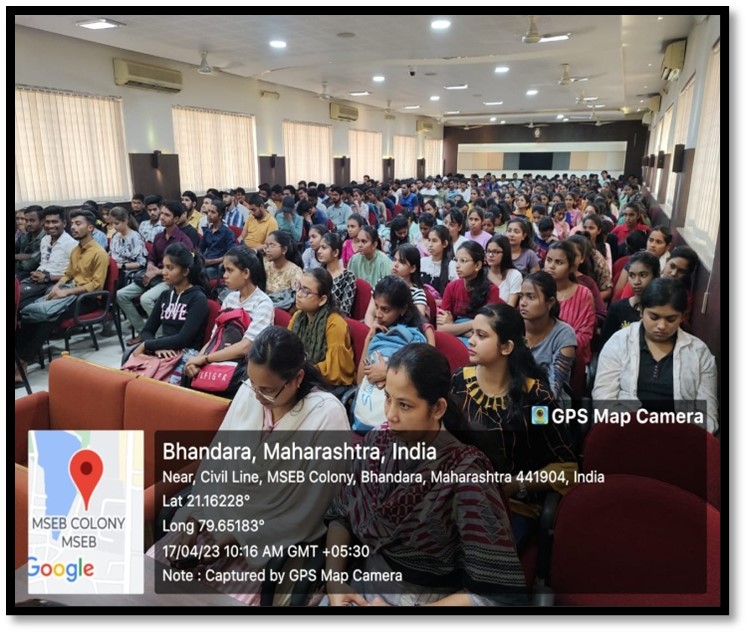 LOVE
GPS Map Camera
Bhandara, Maharashtra, India
Near, Civil Line, MSEB Colony, Bhandara, Maharashtra 441904, India
Lat 21.16228°
Long 79.65183°
17/04/23 10:16 AM GMT +05:30
Note : Captured by GPS Map Camera
MSEB COLONY
MSEB
Google